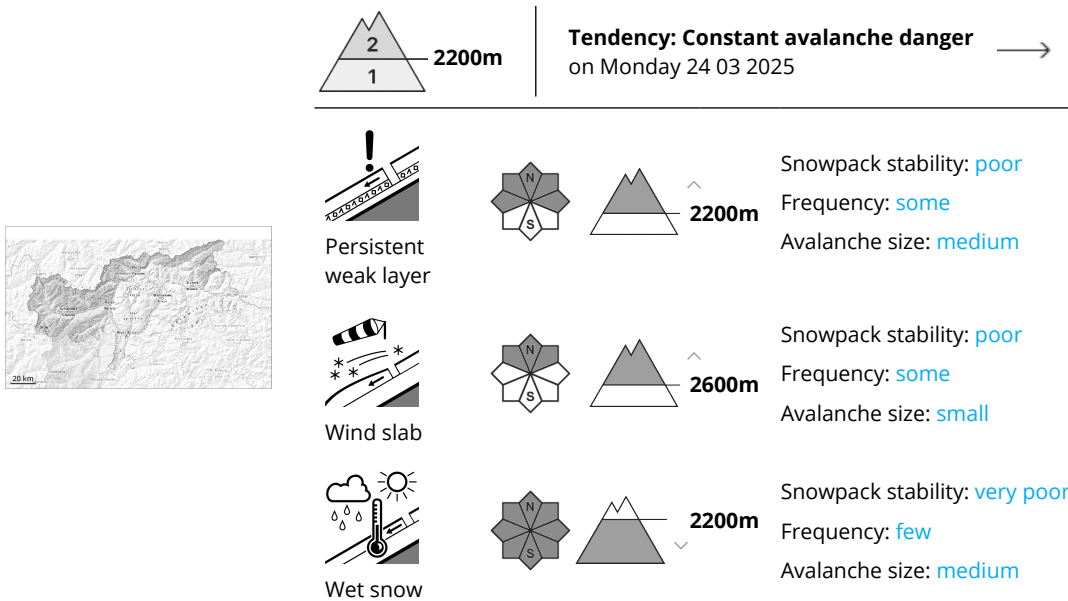 2
1
2200m
Tendency: Constant avalanche danger
on Monday 24 03 2025
20 km
Persistent
weak layer
N
S
2200m
Snowpack stability: poor
Frequency: some
Avalanche size: medium
Wind slab
N
S
2600m
Snowpack stability: poor
Frequency: some
Avalanche size: small
Wet snow
N
S
2200m
Snowpack stability: very poor
Frequency: few
Avalanche size: medium